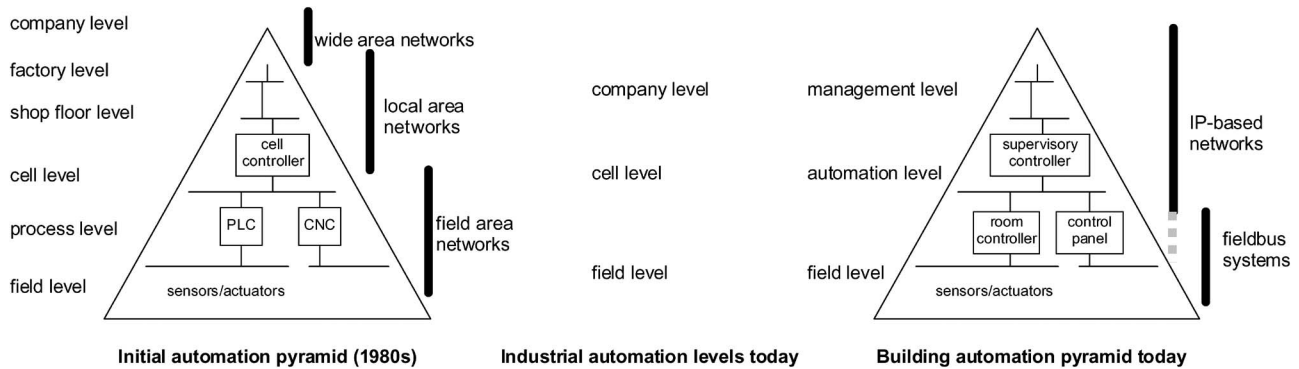 company level
factory level
shop floor level
cell level
process level
field level
cell
controller
PLC
CNC
sensors/actuators
wide area networks
local area
networks
field area
networks
Initial automation pyramid (1980s)
company level
cell level
field level
Industrial automation levels today
management level
automation level
field level
supervisory
controller
room
controller
control
panel
sensors/actuators
IP-based
networks
fieldbus
systems
Building automation pyramid today